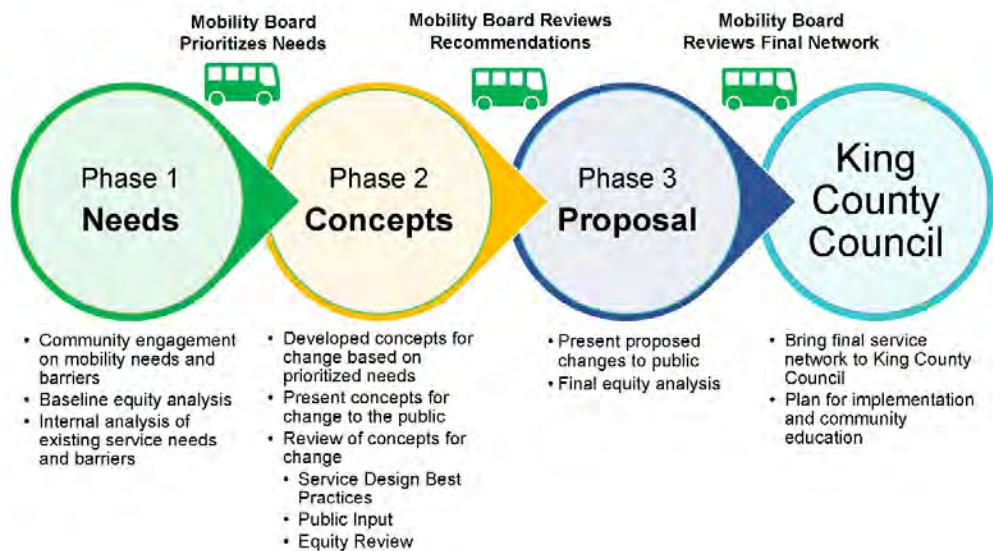 Mobility Board
Prioritizes Needs
Mobility Board Reviews
Recommendations
Mobility Board
Reviews Final Network
Phase 1
Needs
Phase 2
Concepts
Phase 3
Proposal
King
County
Council
• Community engagement
on mobility needs and
barriers
• Baseline equity analysis
• Internal analysis of
existing service needs
and barriers
• Developed concepts for
change based on
prioritized needs
• Present concepts for
change to the public
• Review of concepts for
change
• Service Design Best
Practices
• Public Input
• Equity Review
• Present proposed
changes to public
• Final equity analysis
• Bring final service
network to King County
Council
• Plan for implementation
and community
education